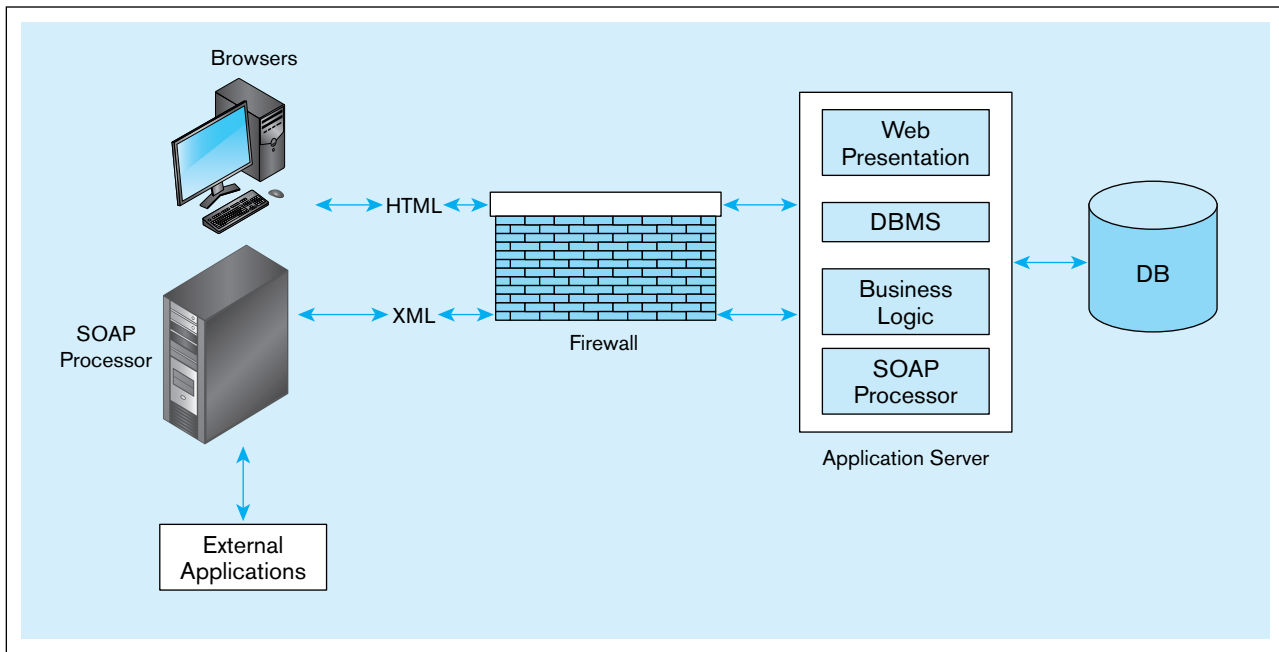 Browsers
HTML
SOAP
Processor
XML
Firewall
External
Applications
Web
Presentation
DBMS
Business
Logic
SOAP
Processor
Application Server
DB